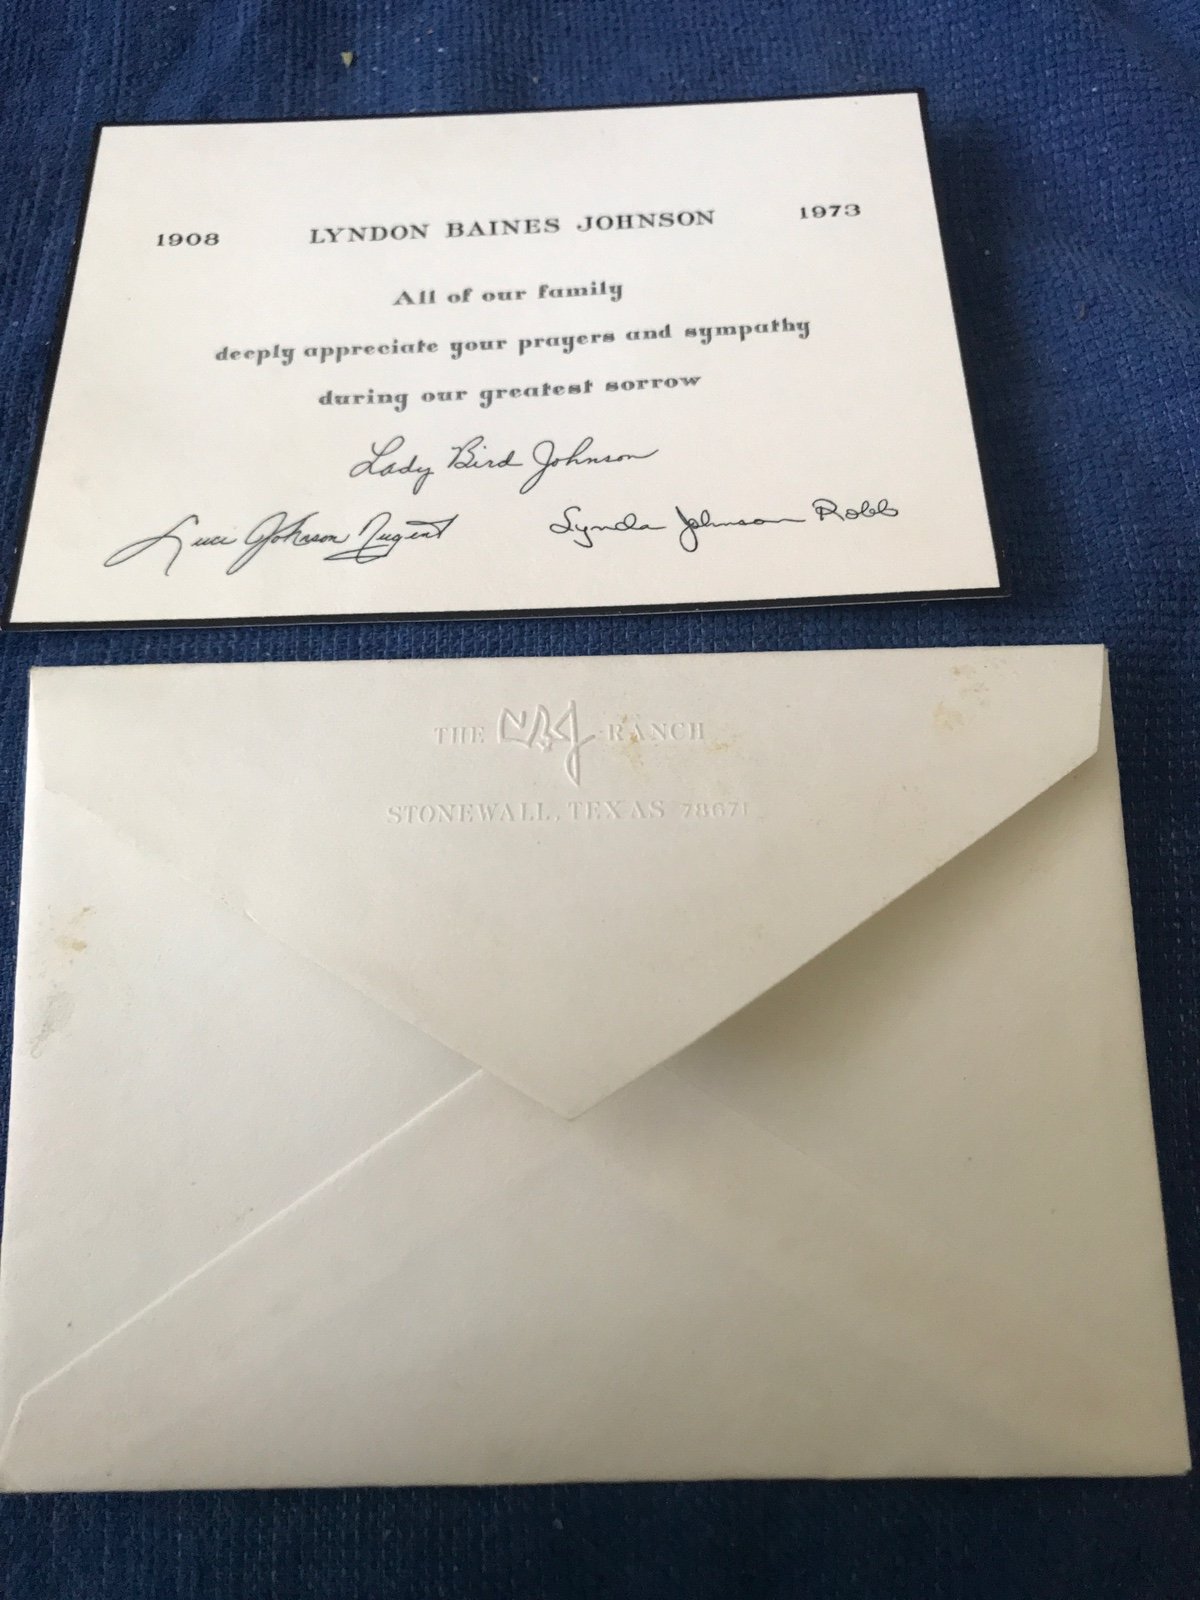 1908 LYNDON BAINES JOHNSON 1973
All of our family
deeply appreciate your prayers and sympathy
during our greatest sorrow
Lady Bird Johnson
Luci Johnson Nugent Lynda Johnson Robb
THE LBJ RANCH
STONEWALL, TEXAS 78671